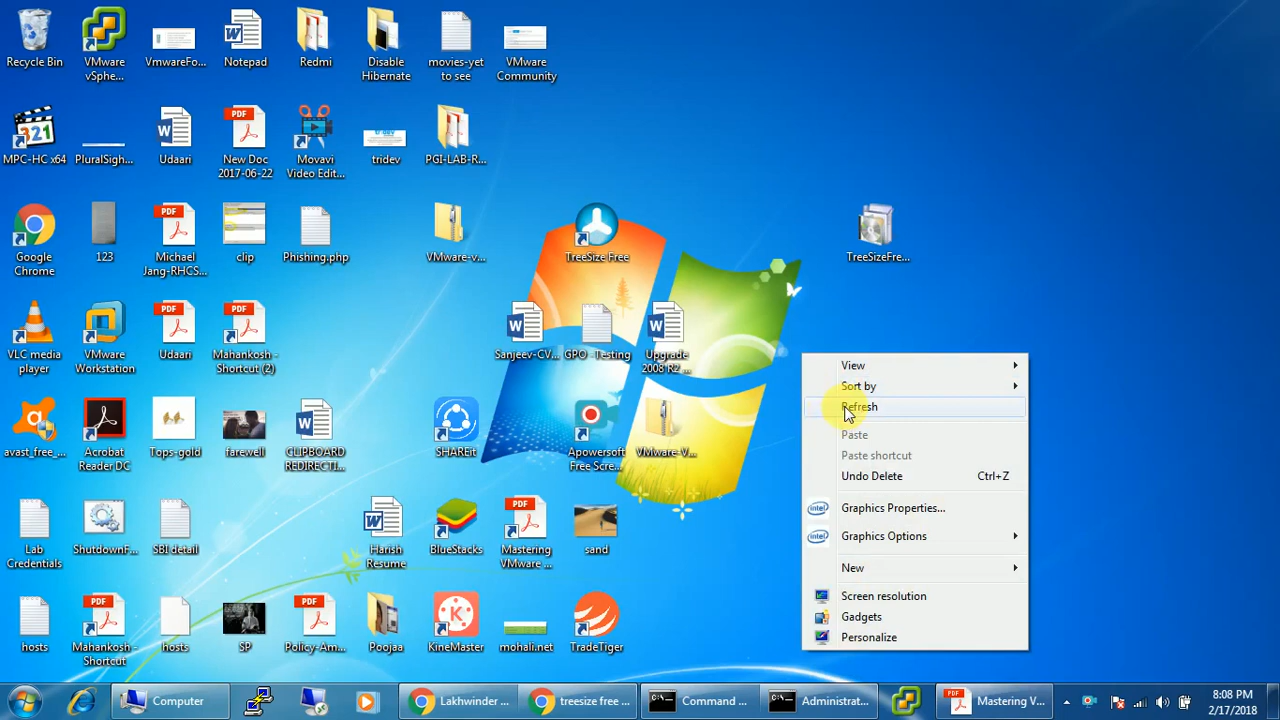 Recycle Bin
VMware
vSphe...
VmwareFo...
Notepad
Redmi
Disable
Hibernate
movies-yet
to see
VMware
Community
MPC-HC x64
PluralSigh...
Udaari
New Doc
2017-06-22
Movavi
Video Edit...
tridev
PGI-LAB-R...
Google
Chrome
123
Michael
Jang-RHCS...
clip
Phishing.php
VMware-v...
TreeSize Free
TreeSizeFre...
VLC media
player
VMware
Workstation
Udaari
Mahankosh -
Shortcut (2)
Sanjeev-CV...
GPO -Testing
Upgrade
2008 R2 ...
avast_free_...
Acrobat
Reader DC
Tops-gold
farewell
CLIPBOARD
REDIRECTI...
SHAREit
Apowersoft
Free Scre...
VMware-V...
Lab
Credentials
ShutdownF...
SBI detail
Harish
Resume
BlueStacks
Mastering
VMware ...
sand
hosts
Mahankosh -
Shortcut
hosts
SP
Policy-Am...
Poojaa
KineMaster
mohali.net
TradeTiger
View
Sort by
Refresh
Paste
Paste shortcut
Undo Delete Ctrl+Z
Graphics Properties...
Graphics Options
New
Screen resolution
Gadgets
Personalize
Computer
Lakhwinder ...
treesize free ...
Command ...
Administrat...
Mastering V...
8:08 PM
2/17/2018